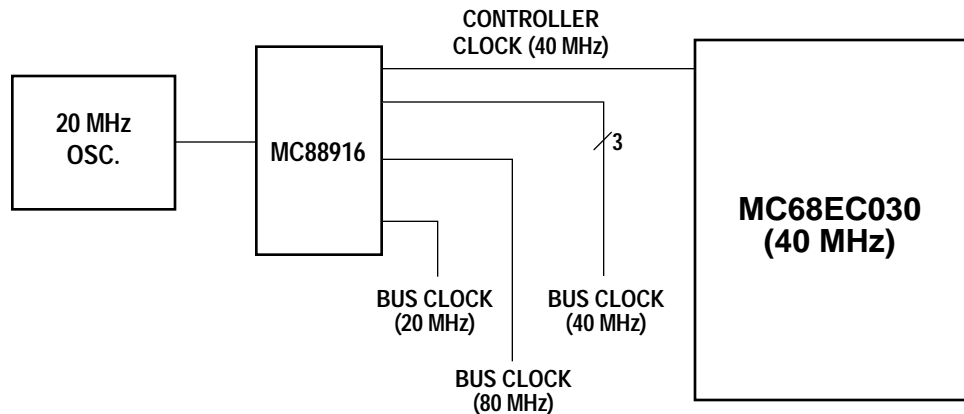 CONTROLLER
CLOCK (40 MHz)
20 MHz
OSC.
MC88916
3
MC68EC030
(40 MHz)
BUS CLOCK
(20 MHz)
BUS CLOCK
(40 MHz)
BUS CLOCK
(80 MHz)